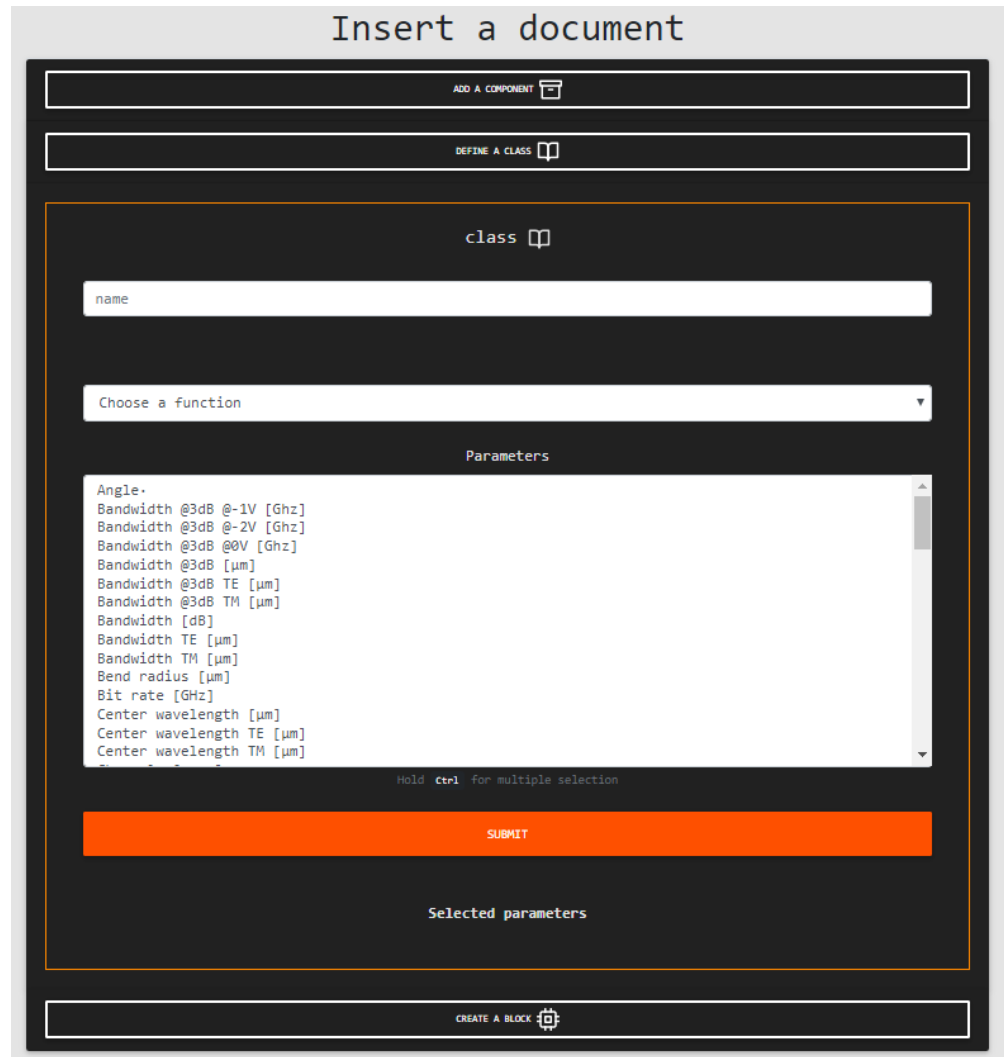 Insert a document
ADD A COMPONENT
DEFINE A CLASS
class
name
Choose a function
Parameters
Angle·
Bandwidth @3dB @-1V [Ghz]
Bandwidth @3dB @-2V [Ghz]
Bandwidth @3dB @0V [Ghz]
Bandwidth @3dB [µm]
Bandwidth @3dB TE [µm]
Bandwidth @3dB TM [µm]
Bandwidth [dB]
Bandwidth TE [µm]
Bandwidth TM [µm]
Bend radius [µm]
Bit rate [GHz]
Center wavelength [µm]
Center wavelength TE [µm]
Center wavelength TM [µm]
Hold Ctrl for multiple selection
SUBMIT
Selected parameters
CREATE A BLOCK